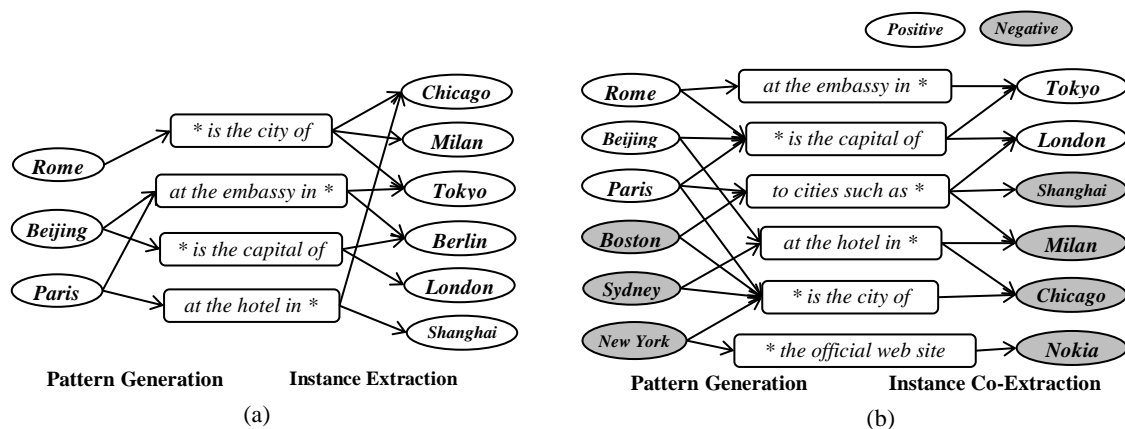 Positive Negative
Rome
Beijing
Paris
* is the city of
at the embassy in *
* is the capital of
at the hotel in *
Chicago
Milan
Tokyo
Berlin
London
Shanghai
Pattern Generation Instance Extraction
(a)
Rome
Beijing
Paris
Boston
Sydney
New York
at the embassy in *
* is the capital of
to cities such as *
at the hotel in *
* is the city of
* the official web site
Tokyo
London
Shanghai
Milan
Chicago
Nokia
Pattern Generation Instance Co-Extraction
(b)